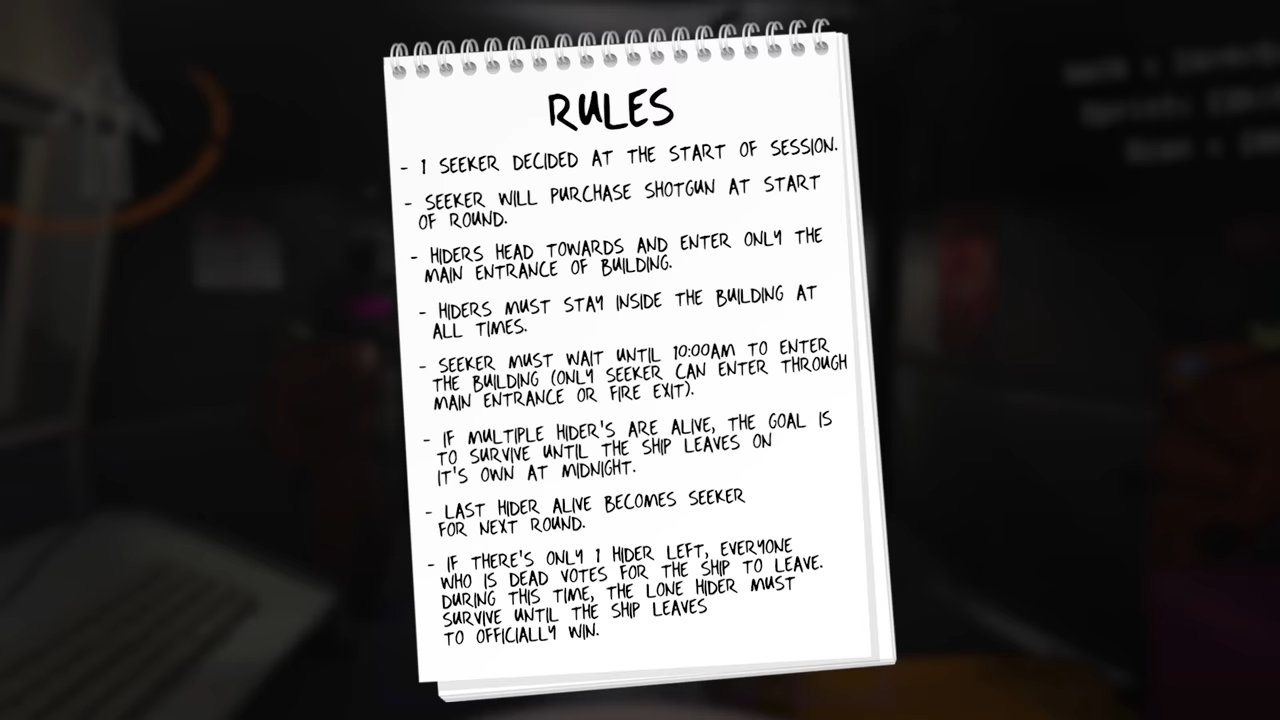 RULES
- 1 SEEKER DECIDED AT THE START OF SESSION.
- SEEKER WILL PURCHASE SHOTGUN AT START
OF ROUND.
- HIDERS HEAD TOWARDS AND ENTER ONLY THE
MAIN ENTRANCE OF BUILDING.
- HIDERS MUST STAY INSIDE THE BUILDING AT
ALL TIMES.
- SEEKER MUST WAIT UNTIL 10:00AM TO ENTER
THE BUILDING (ONLY SEEKER CAN ENTER THROUGH
MAIN ENTRANCE OR FIRE EXIT).
- IF MULTIPLE HIDER'S ARE ALIVE, THE GOAL IS
TO SURVIVE UNTIL THE SHIP LEAVES ON
IT'S OWN AT MIDNIGHT.
- LAST HIDER ALIVE BECOMES SEEKER
FOR NEXT ROUND.
- IF THERE'S ONLY 1 HIDER LEFT, EVERYONE
WHO IS DEAD VOTES FOR THE SHIP TO LEAVE.
DURING THIS TIME, THE LONE HIDER MUST
SURVIVE UNTIL THE SHIP LEAVES
TO OFFICIALLY WIN.